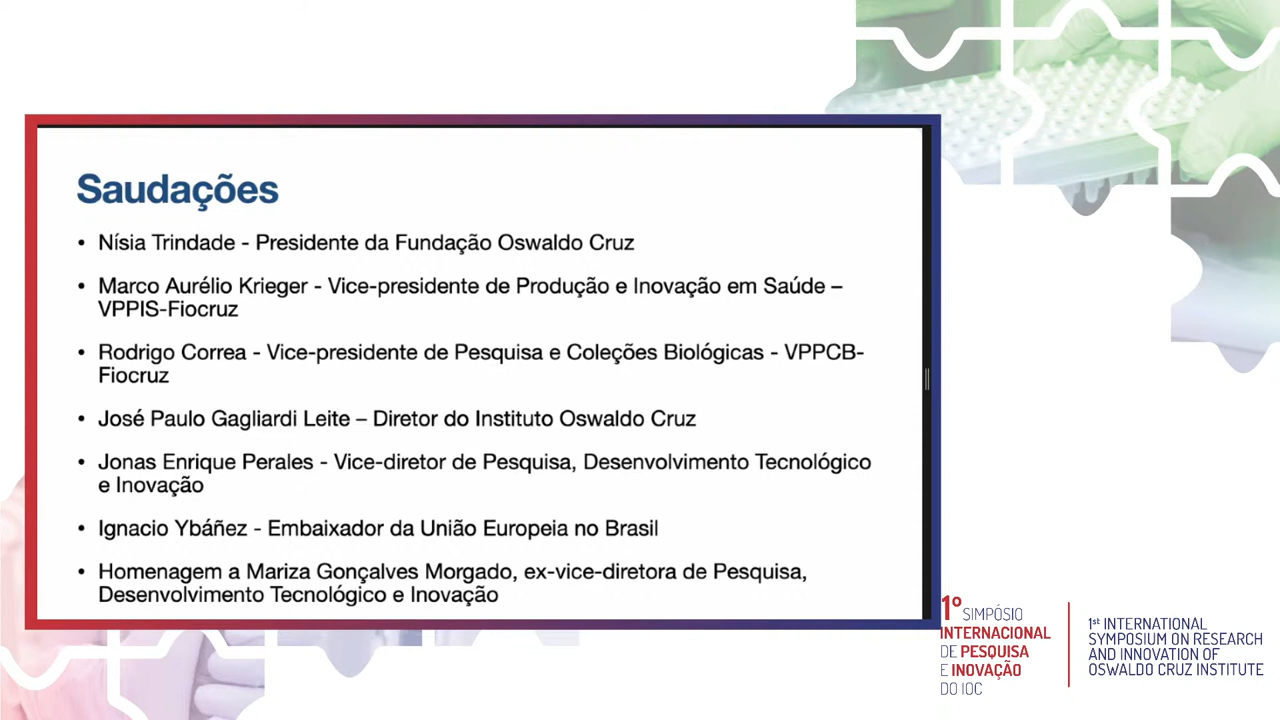 Saudações
• Nísia Trindade - Presidente da Fundação Oswaldo Cruz
• Marco Aurélio Krieger - Vice-presidente de Produção e Inovação em Saúde –
VPPIS-Fiocruz
• Rodrigo Correa - Vice-presidente de Pesquisa e Coleções Biológicas - VPPCB-
Fiocruz
• José Paulo Gagliardi Leite – Diretor do Instituto Oswaldo Cruz
• Jonas Enrique Perales - Vice-diretor de Pesquisa, Desenvolvimento Tecnológico
e Inovação
• Ignacio Ybáñez - Embaixador da União Europeia no Brasil
• Homenagem a Mariza Gonçalves Morgado, ex-vice-diretora de Pesquisa,
Desenvolvimento Tecnológico e Inovação
1º SIMPÓSIO
INTERNACIONAL
DE PESQUISA
E INOVAÇÃO
DO IOC
1st INTERNATIONAL
SYMPOSIUM ON RESEARCH
AND INNOVATION OF
OSWALDO CRUZ INSTITUTE